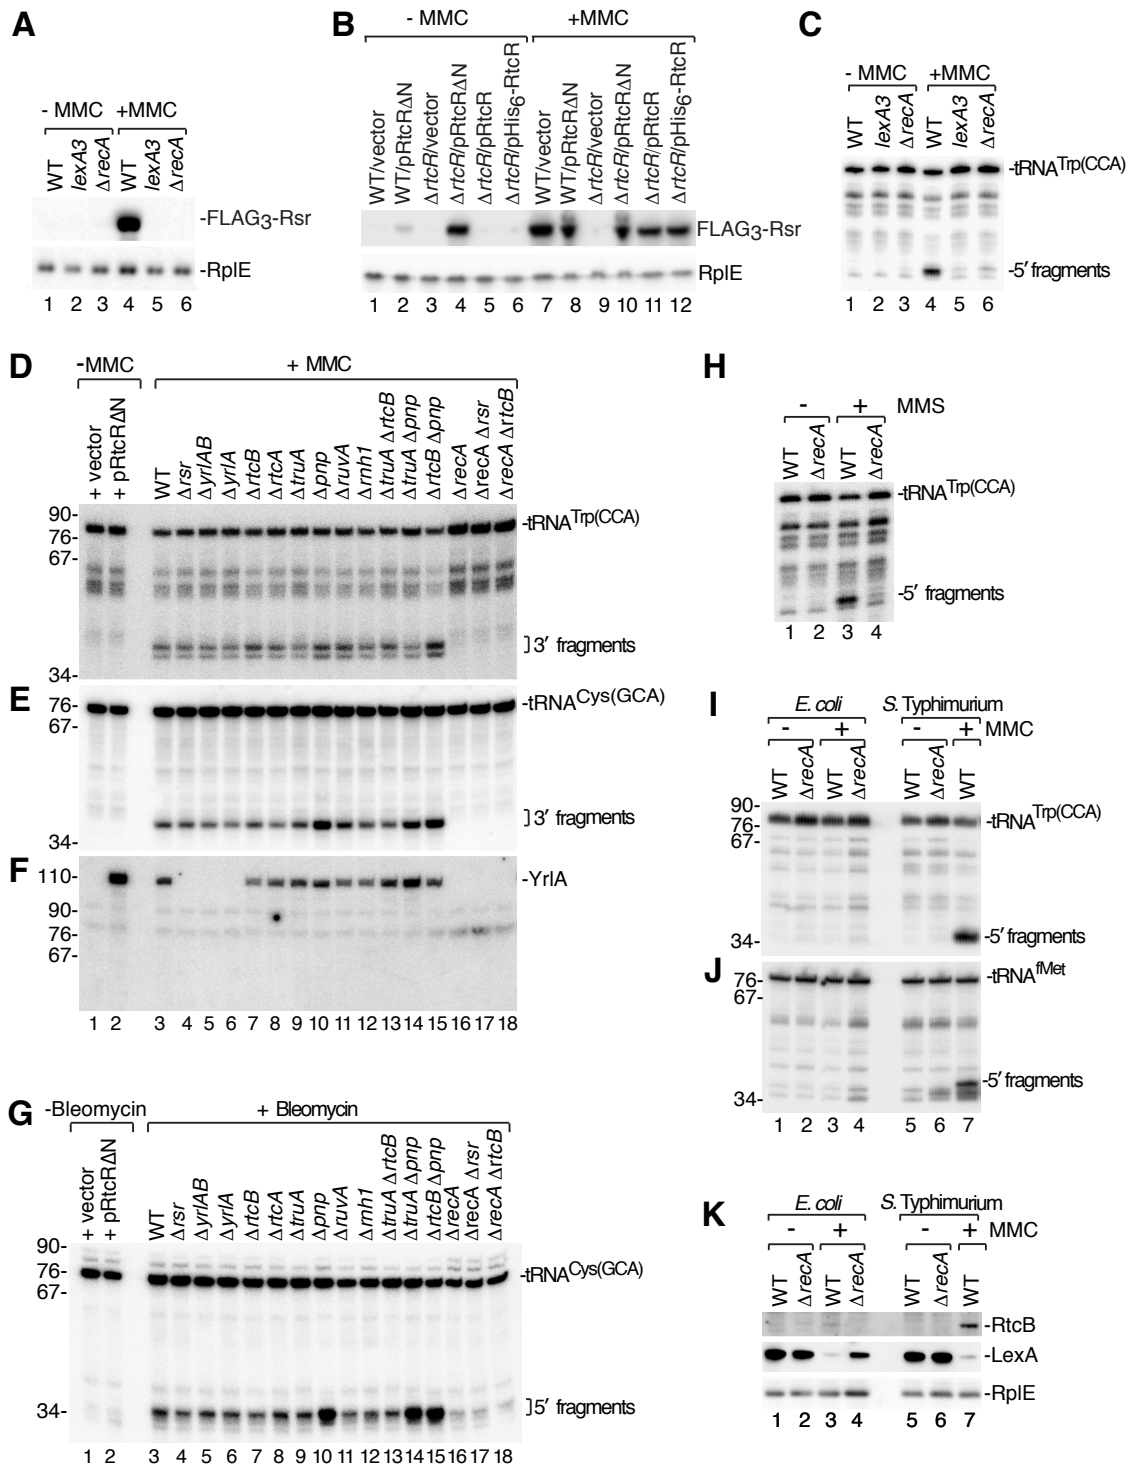 A
- MMC +MMC
WT
lexA3
ΔrecA
WT
lexA3
ΔrecA
-FLAG3-Rsr
-RplE
1 2 3 4 5 6
B
- MMC +MMC
WT/vector
WT/pRtcRΔN
ΔrtcR/vector
ΔrtcR/pRtcRΔN
ΔrtcR/pRtcR
ΔrtcR/pHis6-RtcR
WT/vector
WT/pRtcRΔN
ΔrtcR/vector
ΔrtcR/pRtcRΔN
ΔrtcR/pRtcR
ΔrtcR/pHis6-RtcR
FLAG3-Rsr
RplE
1 2 3 4 5 6 7 8 9 10 11 12
C
- MMC +MMC
WT
lexA3
ΔrecA
WT
lexA3
ΔrecA
-tRNATrp(CCA)
-5′ fragments
1 2 3 4 5 6
D
-MMC + MMC
+ vector
+ pRtcRΔN
WT
Δrsr
ΔyrlAB
ΔyrlA
ΔrtcB
ΔrtcA
ΔtruA
Δpnp
ΔruvA
Δrnh1
ΔtruA ΔrtcB
ΔtruA Δpnp
ΔrtcB Δpnp
ΔrecA
ΔrecA Δrsr
ΔrecA ΔrtcB
90-
76-
67-
34-
-tRNATrp(CCA)
3′ fragments
E
76-
67-
34-
-tRNACys(GCA)
3′ fragments
F
110-
90-
76-
67-
-YrlA
1 2 3 4 5 6 7 8 9 10 11 12 13 14 15 16 17 18
G
-Bleomycin + Bleomycin
+ vector
+ pRtcRΔN
WT
Δrsr
ΔyrlAB
ΔyrlA
ΔrtcB
ΔrtcA
ΔtruA
Δpnp
ΔruvA
Δrnh1
ΔtruA ΔrtcB
ΔtruA Δpnp
ΔrtcB Δpnp
ΔrecA
ΔrecA Δrsr
ΔrecA ΔrtcB
90-
76-
67-
34-
-tRNACys(GCA)
5′ fragments
1 2 3 4 5 6 7 8 9 10 11 12 13 14 15 16 17 18
H
- + MMS
WT
ΔrecA
WT
ΔrecA
-tRNATrp(CCA)
-5′ fragments
1 2 3 4
I
E. coli S. Typhimurium
- + - + MMC
WT
ΔrecA
WT
ΔrecA
WT
ΔrecA
WT
90-
76-
67-
34-
-tRNATrp(CCA)
-5′ fragments
J
76-
67-
34-
-tRNAfMet
-5′ fragments
1 2 3 4 5 6 7
K
E. coli S. Typhimurium
- + - + MMC
WT
ΔrecA
WT
ΔrecA
WT
ΔrecA
WT
-RtcB
-LexA
-RplE
1 2 3 4 5 6 7